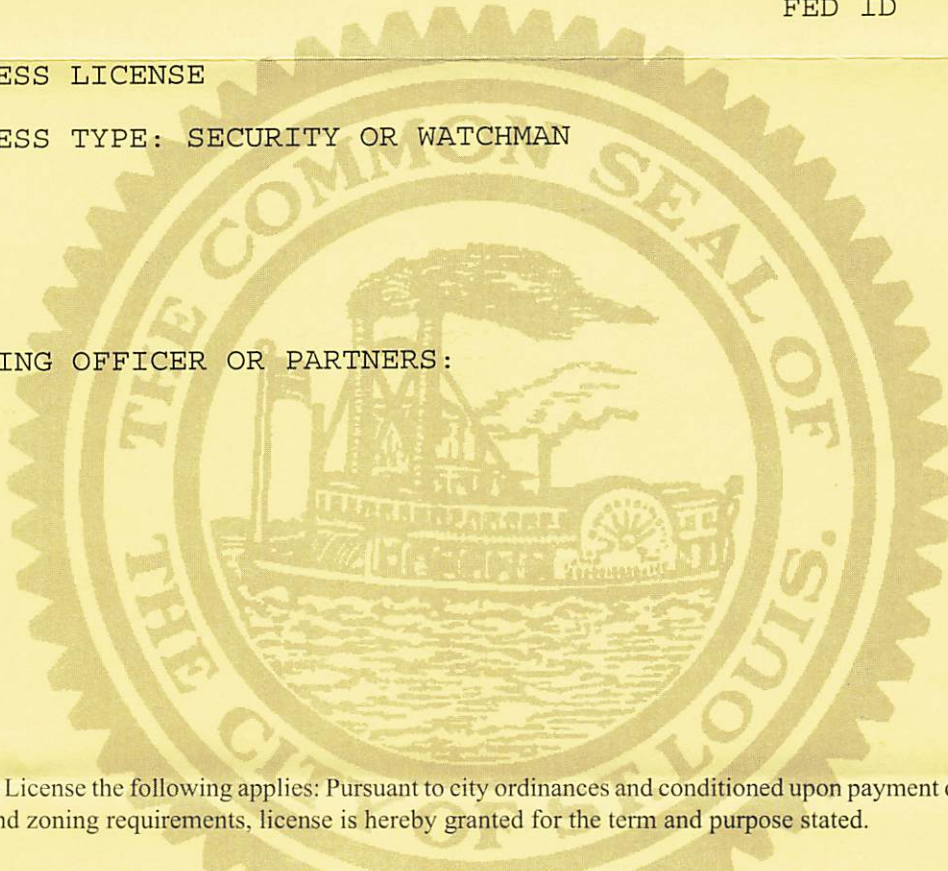 FED ID
ESS LICENSE
ESS TYPE: SECURITY OR WATCHMAN
ING OFFICER OR PARTNERS:
THE COMMON SEAL OF
THE CITY OF ST. LOUIS.
License the following applies: Pursuant to city ordinances and conditioned upon payment
nd zoning requirements, license is hereby granted for the term and purpose stated.